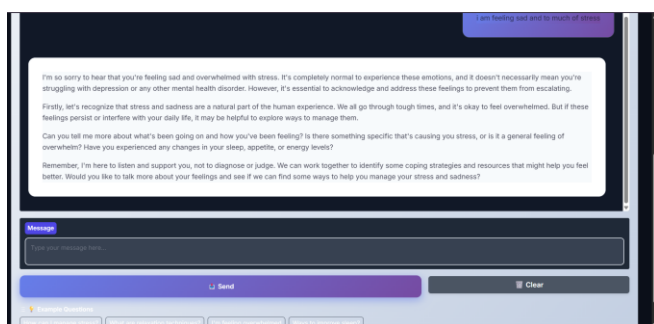 i am feeling sad and to much of stress
I'm so sorry to hear that you're feeling sad and overwhelmed with stress. It's completely normal to experience these emotions, and it doesn't necessarily mean you're
struggling with depression or any other mental health disorder. However, it's essential to acknowledge and address these feelings to prevent them from escalating.
Firstly, let's recognize that stress and sadness are a natural part of the human experience. We all go through tough times, and it's okay to feel overwhelmed. But if these
feelings persist or interfere with your daily life, it may be helpful to explore ways to manage them.
Can you tell me more about what's been going on and how you've been feeling? Is there something specific that's causing you stress, or is it a general feeling of
overwhelm? Have you experienced any changes in your sleep, appetite, or energy levels?
Remember, I'm here to listen and support you, not to diagnose or judge. We can work together to identify some coping strategies and resources that might help you feel
better. Would you like to talk more about your feelings and see if we can find some ways to help you manage your stress and sadness?
Message
Type your message here...
Send
Clear
Example Questions